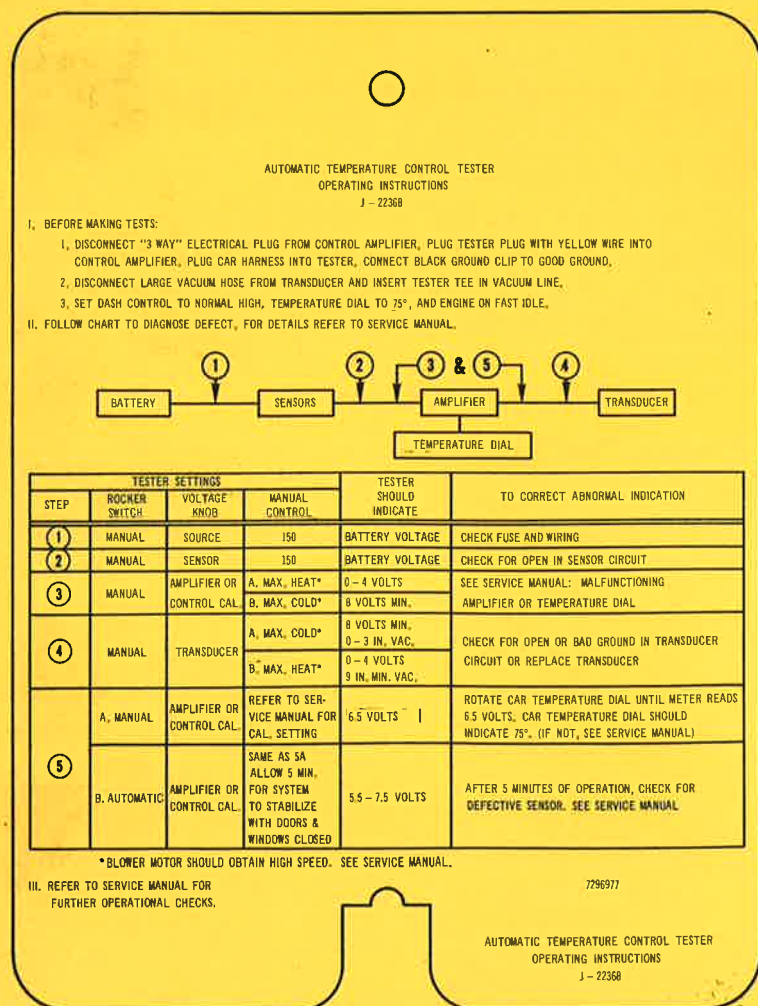 AUTOMATIC TEMPERATURE CONTROL TESTER
OPERATING INSTRUCTIONS
J – 22368
I. BEFORE MAKING TESTS:
1. DISCONNECT "3 WAY" ELECTRICAL PLUG FROM CONTROL AMPLIFIER. PLUG TESTER PLUG WITH YELLOW WIRE INTO
CONTROL AMPLIFIER. PLUG CAR HARNESS INTO TESTER. CONNECT BLACK GROUND CLIP TO GOOD GROUND.
2. DISCONNECT LARGE VACUUM HOSE FROM TRANSDUCER AND INSERT TESTER TEE IN VACUUM LINE.
3. SET DASH CONTROL TO NORMAL HIGH, TEMPERATURE DIAL TO 75°, AND ENGINE ON FAST IDLE.
II. FOLLOW CHART TO DIAGNOSE DEFECT. FOR DETAILS REFER TO SERVICE MANUAL.
1 2 3 & 5 4
BATTERY SENSORS AMPLIFIER TRANSDUCER
TEMPERATURE DIAL
TESTER SETTINGS
STEP
ROCKER
SWITCH
VOLTAGE
KNOB
MANUAL
CONTROL
TESTER
SHOULD
INDICATE
TO CORRECT ABNORMAL INDICATION
1 MANUAL SOURCE 150 BATTERY VOLTAGE CHECK FUSE AND WIRING
2 MANUAL SENSOR 150 BATTERY VOLTAGE CHECK FOR OPEN IN SENSOR CIRCUIT
3 MANUAL
AMPLIFIER OR
CONTROL CAL.
A. MAX. HEAT* 0 – 4 VOLTS
B. MAX. COLD* 8 VOLTS MIN.
SEE SERVICE MANUAL: MALFUNCTIONING
AMPLIFIER OR TEMPERATURE DIAL
4 MANUAL TRANSDUCER
A. MAX. COLD*
8 VOLTS MIN.
0 – 3 IN. VAC.
B. MAX. HEAT*
0 – 4 VOLTS
9 IN. MIN. VAC.
CHECK FOR OPEN OR BAD GROUND IN TRANSDUCER
CIRCUIT OR REPLACE TRANSDUCER
5
A. MANUAL
AMPLIFIER OR
CONTROL CAL.
REFER TO SER-
VICE MANUAL FOR
CAL. SETTING
6.5 VOLTS
ROTATE CAR TEMPERATURE DIAL UNTIL METER READS
6.5 VOLTS. CAR TEMPERATURE DIAL SHOULD
INDICATE 75°. (IF NOT, SEE SERVICE MANUAL)
B. AUTOMATIC
AMPLIFIER OR
CONTROL CAL.
SAME AS 5A
ALLOW 5 MIN.
FOR SYSTEM
TO STABILIZE
WITH DOORS &
WINDOWS CLOSED
5.5 – 7.5 VOLTS
AFTER 5 MINUTES OF OPERATION, CHECK FOR
DEFECTIVE SENSOR. SEE SERVICE MANUAL
*BLOWER MOTOR SHOULD OBTAIN HIGH SPEED. SEE SERVICE MANUAL.
III. REFER TO SERVICE MANUAL FOR
FURTHER OPERATIONAL CHECKS.
7296977
AUTOMATIC TEMPERATURE CONTROL TESTER
OPERATING INSTRUCTIONS
J – 22368